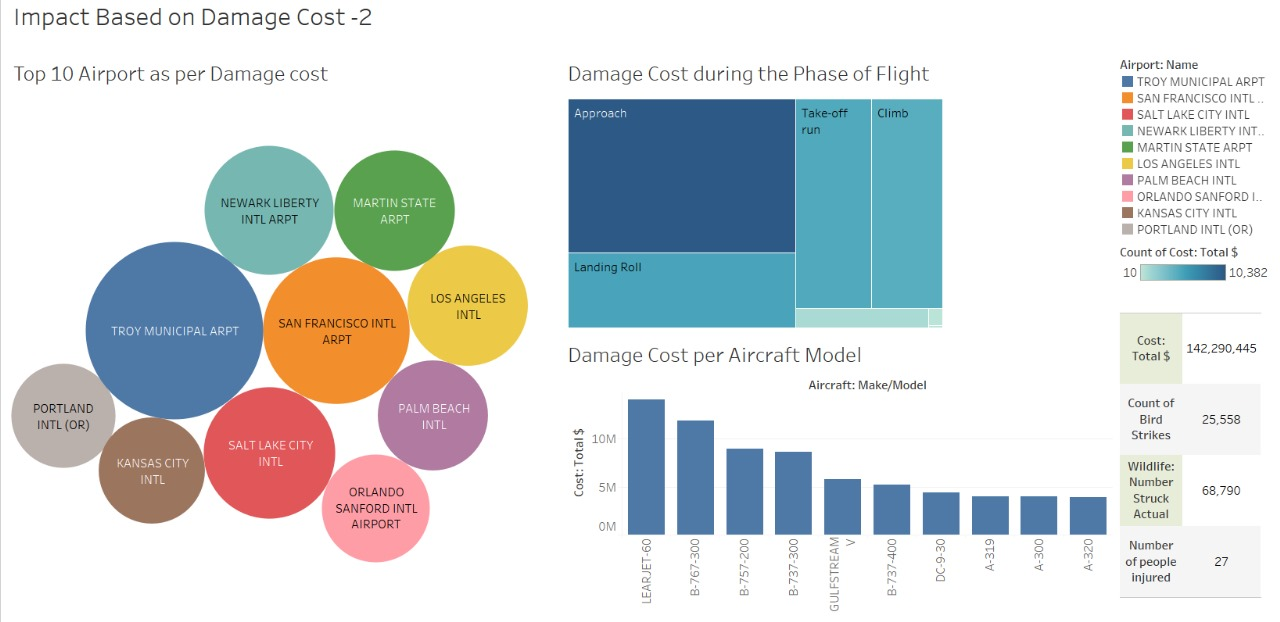 Impact Based on Damage Cost -2
Top 10 Airport as per Damage cost
NEWARK LIBERTY
INTL ARPT
MARTIN STATE
ARPT
TROY MUNICIPAL ARPT
SAN FRANCISCO INTL
ARPT
LOS ANGELES
INTL
PORTLAND
INTL (OR)
KANSAS CITY
INTL
SALT LAKE CITY
INTL
PALM BEACH
INTL
ORLANDO
SANFORD INTL
AIRPORT
Damage Cost during the Phase of Flight
Approach
Take-off
run
Climb
Landing Roll
Damage Cost per Aircraft Model
Aircraft: Make/Model
Cost: Total $
10M
5M
0M
LEARJET-60
B-767-300
B-757-200
B-737-300
GULFSTREAM
V
B-737-400
DC-9-30
A-319
A-300
A-320
Airport: Name
TROY MUNICIPAL ARPT
SAN FRANCISCO INTL ..
SALT LAKE CITY INTL
NEWARK LIBERTY INT..
MARTIN STATE ARPT
LOS ANGELES INTL
PALM BEACH INTL
ORLANDO SANFORD I..
KANSAS CITY INTL
PORTLAND INTL (OR)
Count of Cost: Total $
10 10,382
Cost:
Total $
142,290,445
Count of
Bird
Strikes
25,558
Wildlife:
Number
Struck
Actual
68,790
Number
of people
injured
27